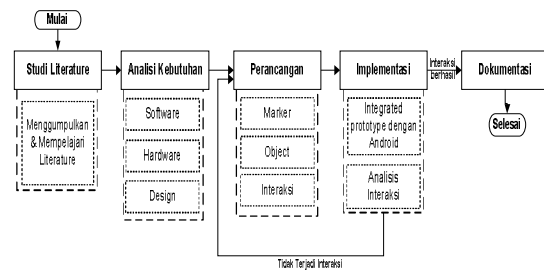 Mulai
Studi Literature
Analisi Kebutuhan
Perancangan
Implementasi
Interaksi
berhasil
Dokumentasi
Menggumpulkan
& Mempelajari
Literature
Software
Hardware
Design
Marker
Object
Interaksi
Integrated
prototype dengan
Android
Analisis
Interaksi
Selesai
Tidak Terjadi Interaksi